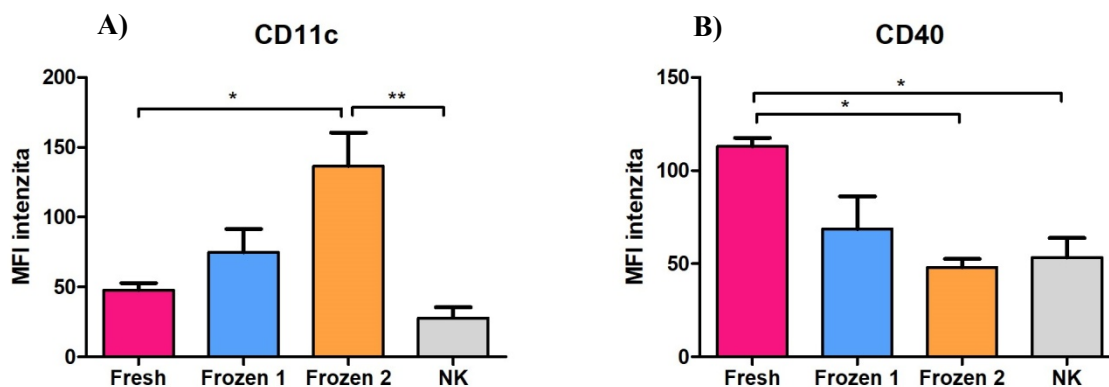 A)
CD11c
MFI intenzita
200
150
100
50
0
*
**
Fresh Frozen 1 Frozen 2 NK
B)
CD40
MFI intenzita
150
100
50
0
*
*
Fresh Frozen 1 Frozen 2 NK